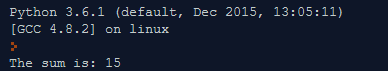 Python 3.6.1 (default, Dec 2015, 13:05:11)
[GCC 4.8.2] on linux
The sum is: 15